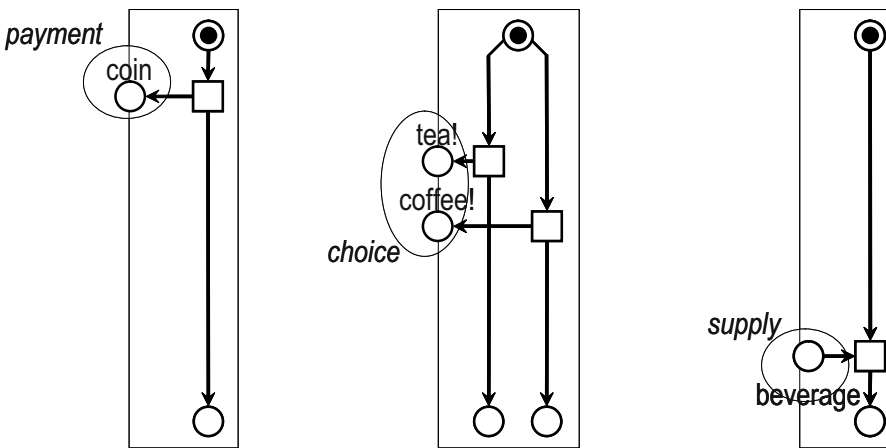 payment
coin
tea!
coffee!
choice
supply
beverage